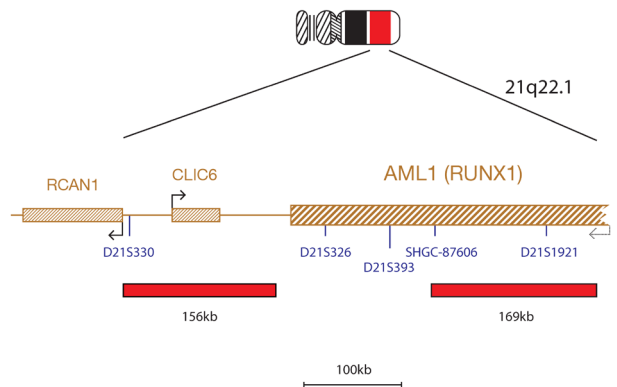 21q22.1
RCAN1
CLIC6
AML1 (RUNX1)
D21S330
D21S326
D21S393
SHGC-87606
D21S1921
156kb
169kb
100kb